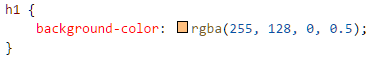 h1 {
    background-color: rgba(255, 128, 0, 0.5);
}